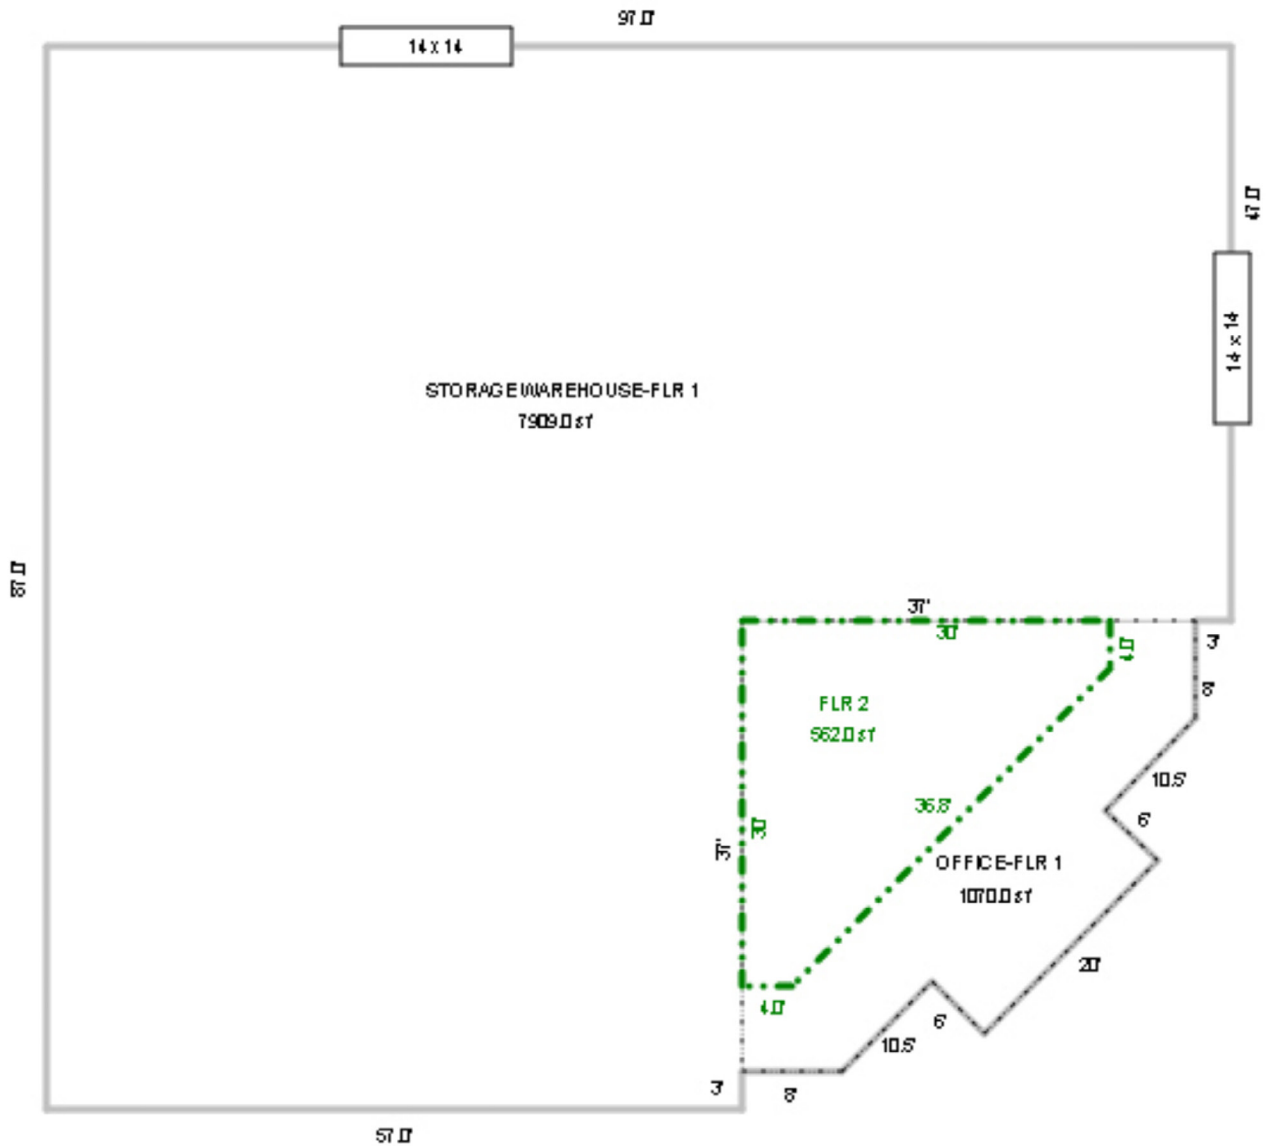 97.0'
14 x 14
47.0'
14 x 14
STORAGE WAREHOUSE-FLR 1
7909.0 sf
87.0'
37'
30'
4.0'
3'
8'
FLR 2
562.0 sf
10.5'
36.8'
6'
30'
37'
OFFICE-FLR 1
1070.0 sf
20'
4.0'
6'
10.5'
3'
8'
57.0'